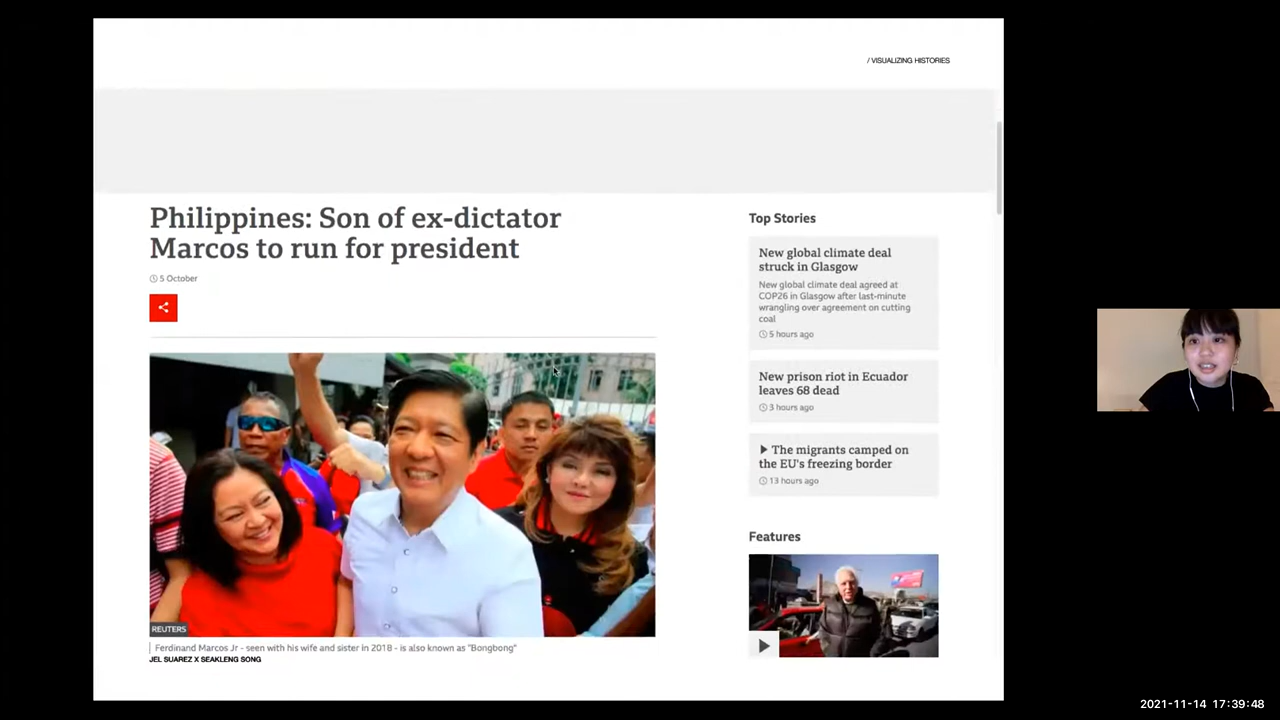 / VISUALIZING HISTORIES
Philippines: Son of ex-dictator
Marcos to run for president
5 October
REUTERS
Ferdinand Marcos Jr - seen with his wife and sister in 2018 - is also known as "Bongbong"
JEL SUAREZ X SEAKLENG SONG
Top Stories
New global climate deal
struck in Glasgow
New global climate deal agreed at
COP26 in Glasgow after last-minute
wrangling over agreement on cutting
coal
5 hours ago
New prison riot in Ecuador
leaves 68 dead
3 hours ago
The migrants camped on
the EU's freezing border
13 hours ago
Features
2021-11-14 17:39:48